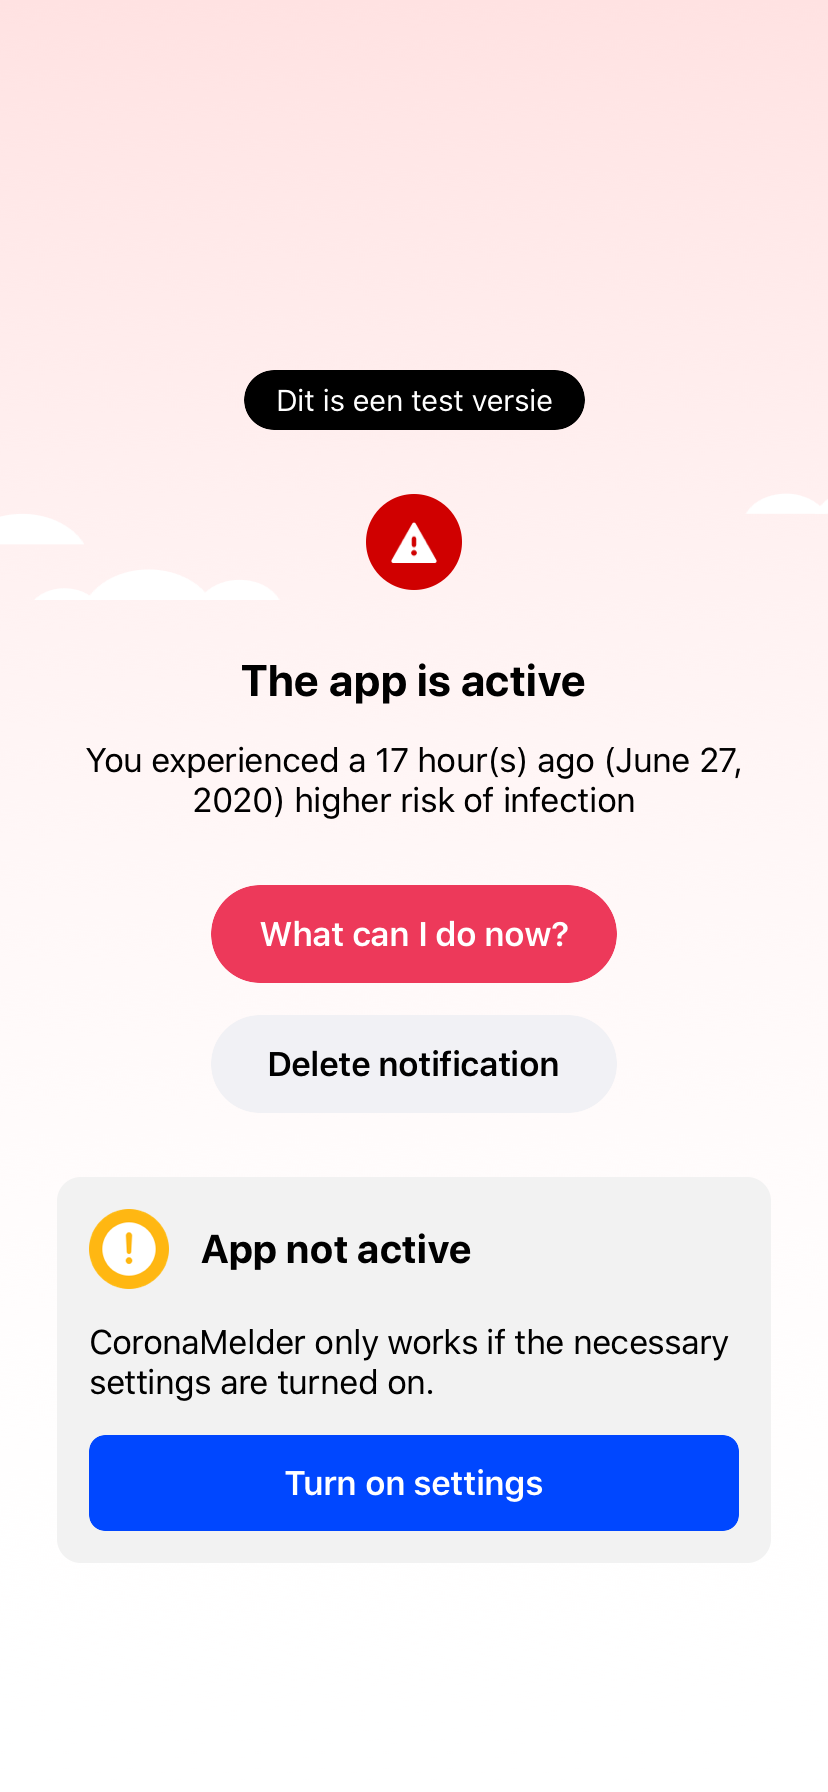 Dit is een test versie
The app is active
You experienced a 17 hour(s) ago (June 27,
2020) higher risk of infection
What can I do now?
Delete notification
App not active
CoronaMelder only works if the necessary
settings are turned on.
Turn on settings